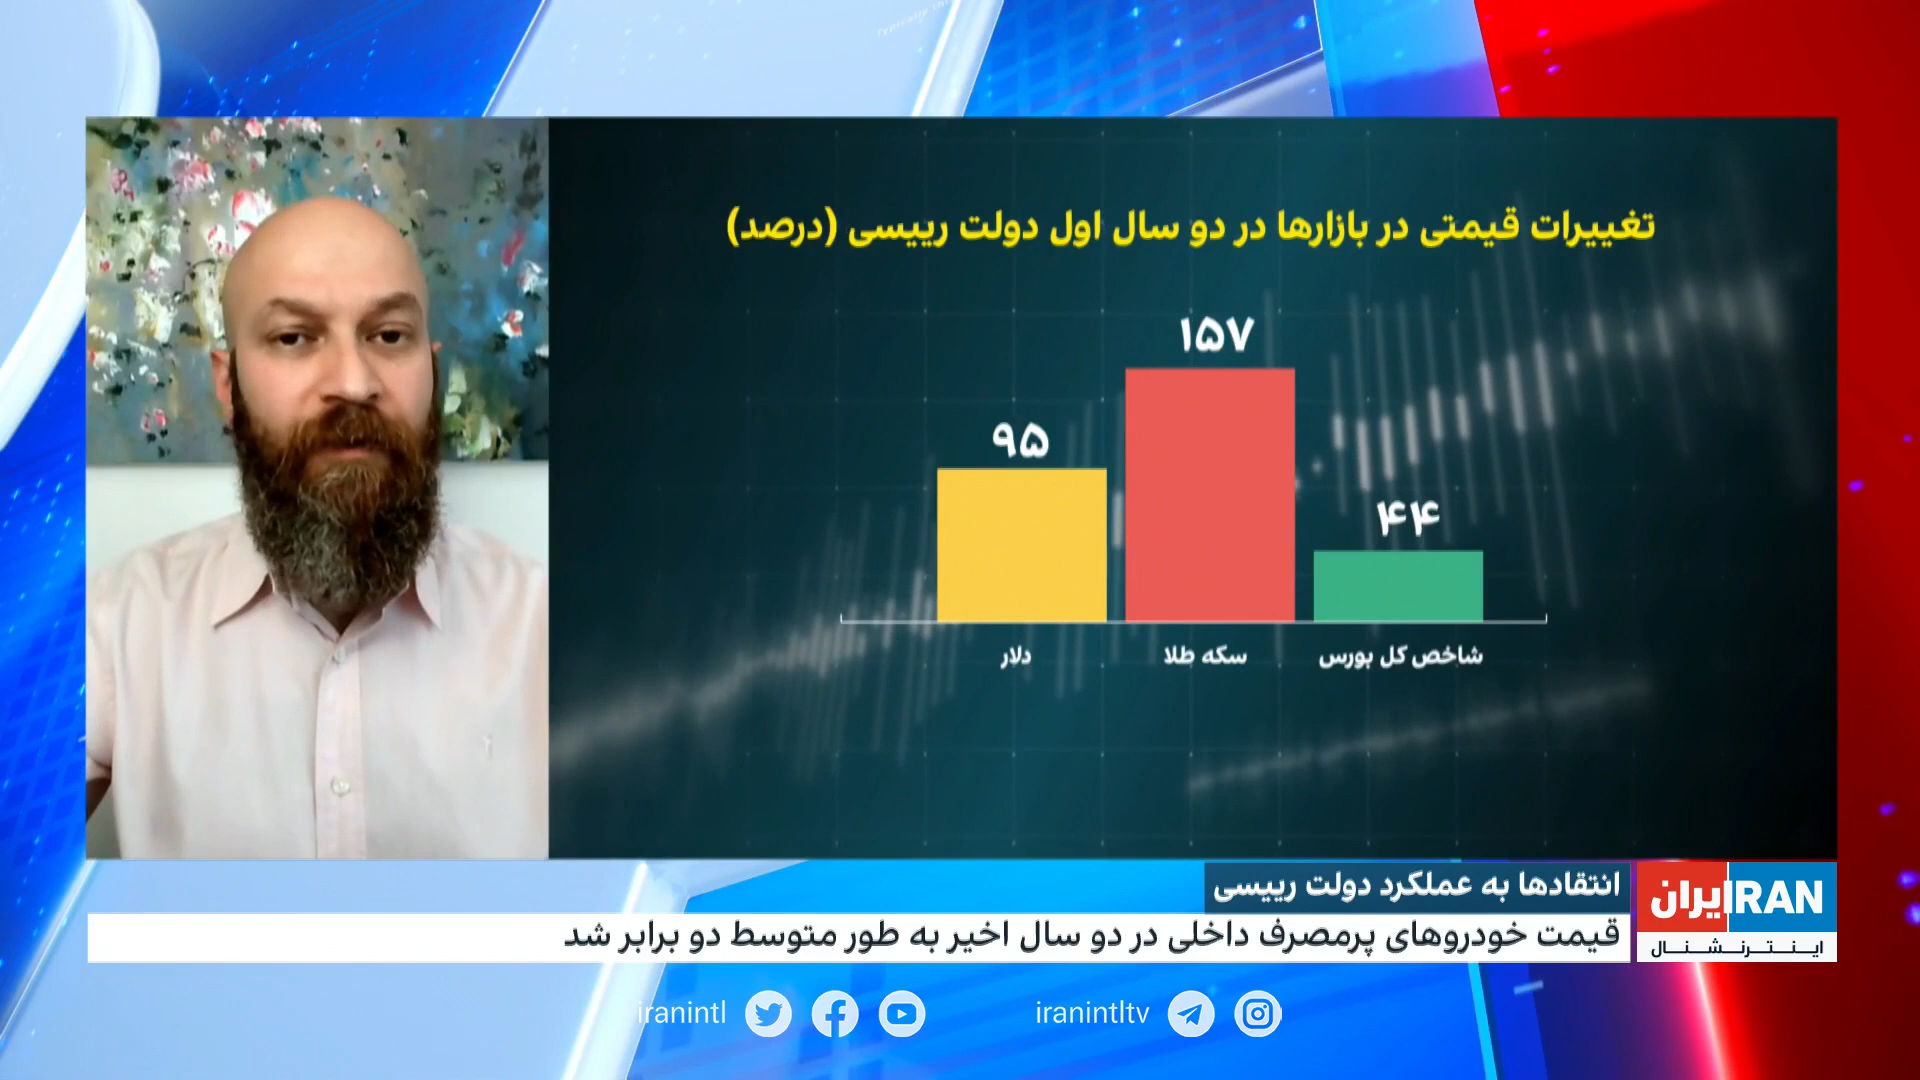 تغییرات قیمتی در بازارها در دو سال اول دولت رییسی (درصد)
۹۵
۱۵۷
۴۴
دلار
سکه طلا
شاخص کل بورس
انتقادها به عملکرد دولت رییسی
قیمت خودروهای پرمصرف داخلی در دو سال اخیر به طور متوسط دو برابر شد
ایران IRAN
اینترنشنال
iranintl
iranintltv